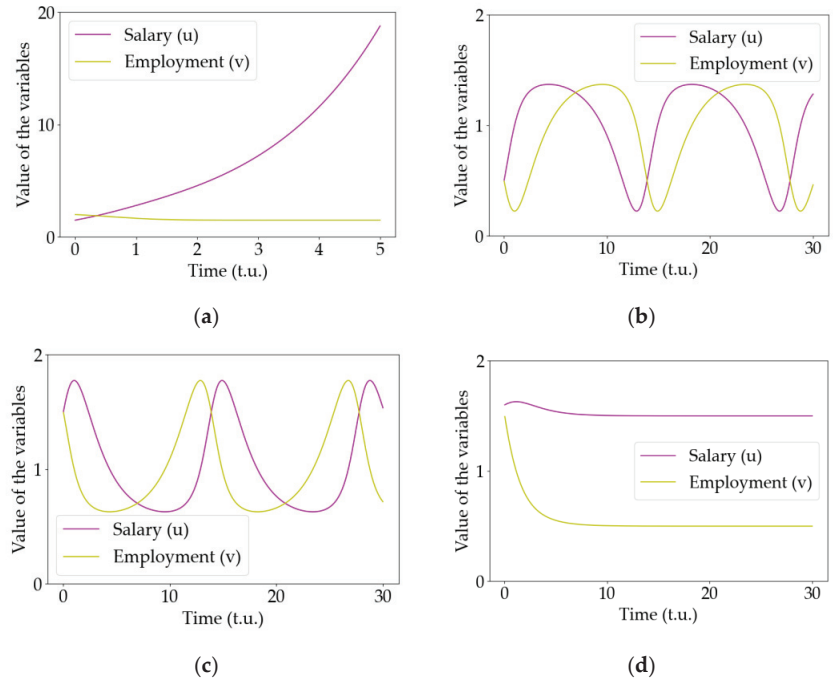 20
10
0
Value of the variables
Salary (u)
Employment (v)
0 1 2 3 4 5
Time (t.u.)
(a)
2
1
0
Value of the variables
Salary (u)
Employment (v)
0 10 20 30
Time (t.u.)
(b)
2
1
0
Value of the variables
Salary (u)
Employment (v)
0 10 20 30
Time (t.u.)
(c)
2
1
0
Value of the variables
Salary (u)
Employment (v)
0 10 20 30
Time (t.u.)
(d)